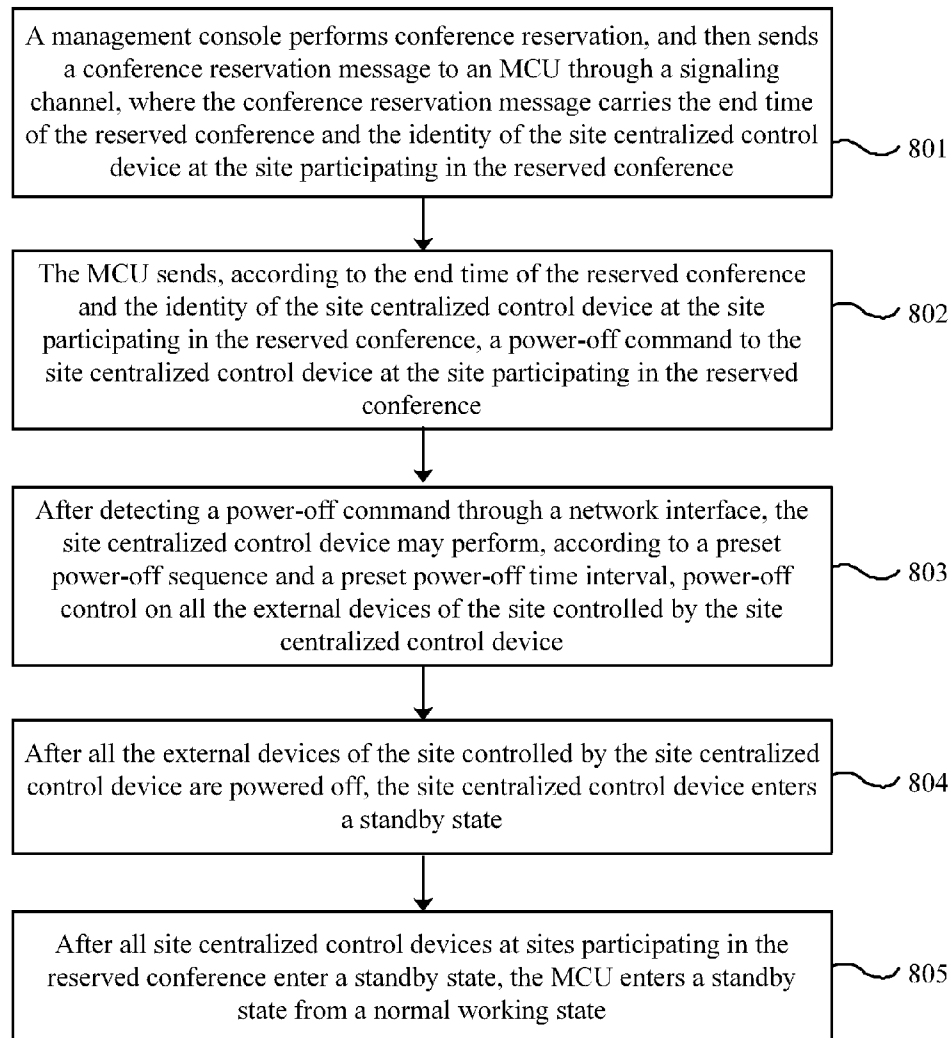 A management console performs conference reservation, and then sends
a conference reservation message to an MCU through a signaling
channel, where the conference reservation message carries the end time
of the reserved conference and the identity of the site centralized control
device at the site participating in the reserved conference
801
The MCU sends, according to the end time of the reserved conference
and the identity of the site centralized control device at the site
participating in the reserved conference, a power-off command to the
site centralized control device at the site participating in the reserved
conference
802
After detecting a power-off command through a network interface, the
site centralized control device may perform, according to a preset
power-off sequence and a preset power-off time interval, power-off
control on all the external devices of the site controlled by the site
centralized control device
803
After all the external devices of the site controlled by the site centralized
control device are powered off, the site centralized control device enters
a standby state
804
After all site centralized control devices at sites participating in the
reserved conference enter a standby state, the MCU enters a standby
state from a normal working state
805